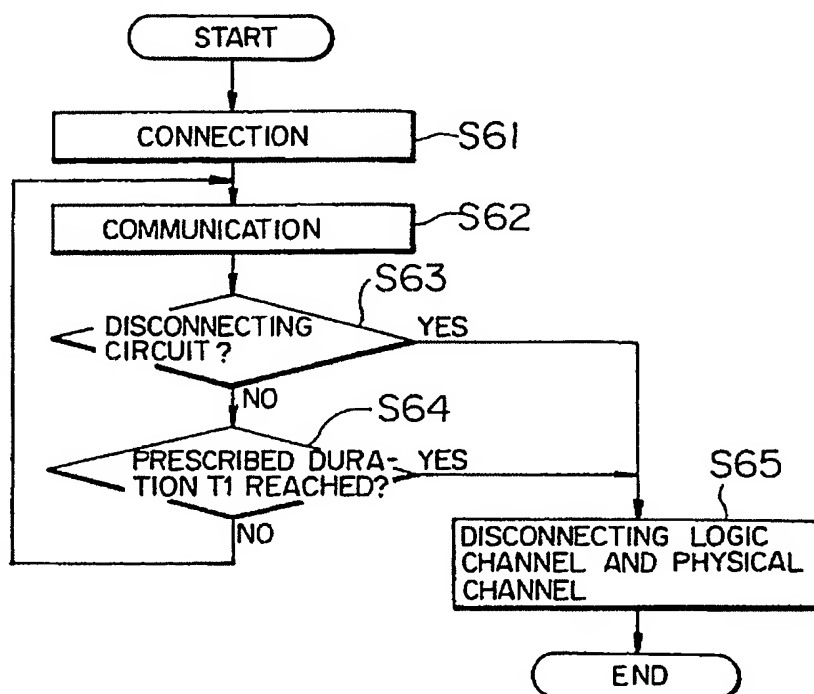 START
CONNECTION
S61
COMMUNICATION
S62
S63
DISCONNECTING
CIRCUIT?
YES
NO
S64
PRESCRIBED DURA-
TION T1 REACHED?
YES
NO
S65
DISCONNECTING LOGIC
CHANNEL AND PHYSICAL
CHANNEL
END